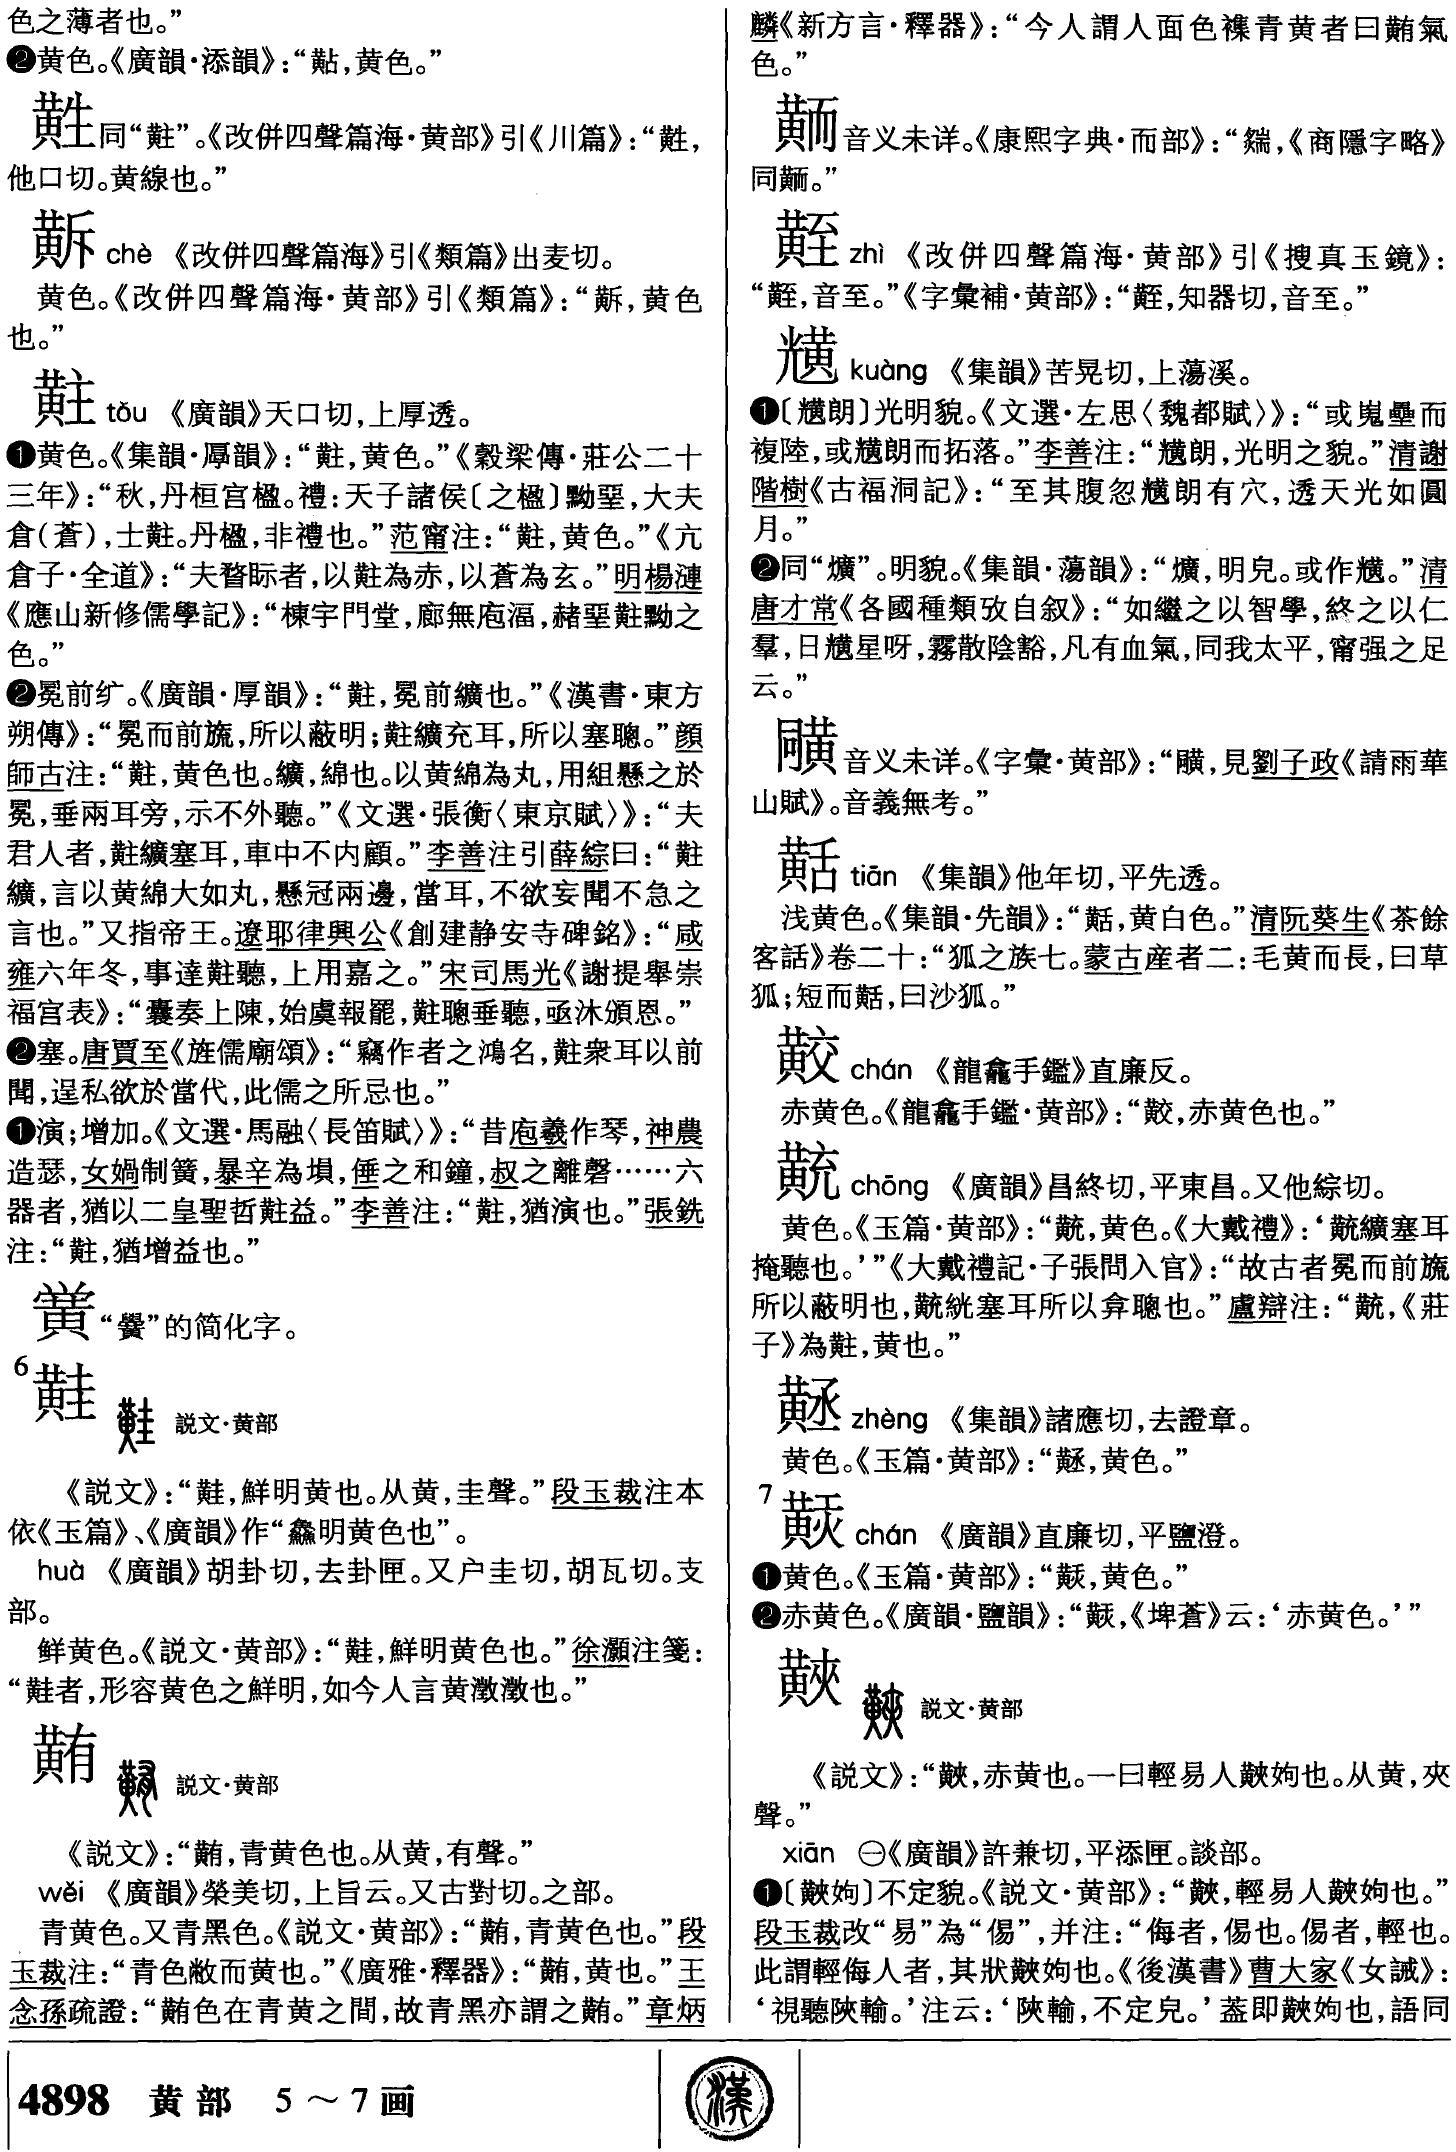 色之薄者也。”
❷黄色。《廣韻·添韻》：“䩞，黄色。”
同“黈”。《改併四聲篇海·黄部》引《川篇》：“，
他口切。黄線也。”
chè 《改併四聲篇海》引《類篇》出麦切。
黄色。《改併四聲篇海·黄部》引《類篇》：“，黄色
也。”
黈 tǒu 《廣韻》天口切，上厚透。
❶黄色。《集韻·厚韻》：“黈，黄色。”《穀梁傳·莊公二十
三年》：“秋，丹桓宫楹。禮：天子諸侯〔之楹〕黝堊，大夫
倉（蒼），士黈。丹楹，非禮也。”范甯注：“黈，黄色。”《亢
倉子·全道》：“夫瞀眎者，以黈為赤，以蒼為玄。”明楊漣
《應山新修儒學記》：“棟宇門堂，廊無庖湢，赭堊黈黝之
色。”
❷冕前纩。《廣韻·厚韻》：“黈，冕前纊也。”《漢書·東方
朔傳》：“冕而前旒，所以蔽明；黈纊充耳，所以塞聰。”顔
師古注：“黈，黄色也。纊，綿也。以黄綿為丸，用組懸之於
冕，垂兩耳旁，示不外聽。”《文選·張衡〈東京賦〉》：“夫
君人者，黈纊塞耳，車中不内顧。”李善注引薛綜曰：“黈
纊，言以黄綿大如丸，懸冠兩邊，當耳，不欲妄聞不急之
言也。”又指帝王。遼耶律興公《創建静安寺碑銘》：“咸
雍六年冬，事達黈聽，上用嘉之。”宋司馬光《謝提舉崇
福宫表》：“囊奏上陳，始虞報罷，黈聰垂聽，亟沐頒恩。”
❷塞。唐賈至《旌儒廟頌》：“竊作者之鴻名，黈衆耳以前
聞，逞私欲於當代，此儒之所忌也。”
❶演；增加。《文選·馬融〈長笛賦〉》：“昔庖羲作琴，神農
造瑟，女媧制簧，暴辛為塤，倕之和鐘，叔之離磬……六
器者，猶以二皇聖哲黈益。”李善注：“黈，猶演也。”張銑
注：“黈，猶增益也。”
黉 “黌”的简化字。
6
䵷 説文·黄部
《説文》：“䵷，鮮明黄也。从黄，圭聲。”段玉裁注本
依《玉篇》、《廣韻》作“鱻明黄色也”。
huà 《廣韻》胡卦切，去卦匣。又户圭切，胡瓦切。支
部。
鲜黄色。《説文·黄部》：“，鮮明黄色也。”徐灝注箋：
“者，形容黄色之鮮明，如今人言黄澂澂也。”
䵋 説文·黄部
《説文》：“䵋，青黄色也。从黄，有聲。”
wěi 《廣韻》榮美切，上旨云。又古對切。之部。
青黄色。又青黑色。《説文·黄部》：“䵋，青黄色也。”段
玉裁注：“青色敝而黄也。”《廣雅·釋器》：“䵋，黄也。”王
念孫疏證：“䵋色在青黄之間，故青黑亦謂之䵋。”章炳
麟《新方言·釋器》：“今人謂人面色襍青黄者曰䵋氣
色。”
音义未详。《康熙字典·而部》：“，《商隱字略》
同。”
zhì 《改併四聲篇海·黄部》引《搜真玉鏡》：
“，音至。”《字彙補·黄部》：“，知器切，音至。”
kuàng 《集韻》苦晃切，上蕩溪。
❶〔朗〕光明貌。《文選·左思〈魏都賦〉》：“或嵬壘而
複陸，或朗而拓落。”李善注：“朗，光明之貌。”清謝
階樹《古福洞記》：“至其腹忽朗有穴，透天光如圓
月。”
❷同“爌”。明貌。《集韻·蕩韻》：“爌，明皃。或作。”清
唐才常《各國種類攷自叙》：“如繼之以智學，終之以仁
羣，日星呀，霧散陰豁，凡有血氣，同我太平，甯强之足
云。”
音义未详。《字彙·黄部》：“，見劉子政《請雨華
山賦》。音義無考。”
tiān 《集韻》他年切，平先透。
浅黄色。《集韻·先韻》：“，黄白色。”清阮葵生《茶餘
客話》卷二十：“狐之族七。蒙古産者二：毛黄而長，曰草
狐；短而，曰沙狐。”
chán 《龍龕手鑑》直廉反。
赤黄色。《龍龕手鑑·黄部》：“，赤黄色也。”
chōng 《廣韻》昌終切，平東昌。又他綜切。
黄色。《玉篇·黄部》：“，黄色。《大戴禮》：‘纊塞耳
掩聽也。’”《大戴禮記·子張問入官》：“故古者冕而前旒
所以蔽明也，絖塞耳所以弇聰也。”盧辯注：“，《莊
子》為黈，黄也。”
zhèng 《集韻》諸應切，去證章。
黄色。《玉篇·黄部》：“，黄色。”
7
chán 《廣韻》直廉切，平鹽澄。
❶黄色。《玉篇·黄部》：“，黄色。”
❷赤黄色。《廣韻·鹽韻》：“，《埤蒼》云：‘赤黄色。’”
䵌 説文·黄部
《説文》：“䵌，赤黄也。一曰輕易人䵌姁也。从黄，夾
聲。”
xiān ㊀《廣韻》許兼切，平添匣。談部。
❶〔䵌姁〕不定貌。《説文·黄部》：“䵌，輕易人䵌姁也。”
段玉裁改“易”為“傷”，并注：“侮者，傷也。傷者，輕也。
此謂輕侮人者，其狀䵌姁也。《後漢書》曹大家《女誡》：
‘視聽陝輸。’注云：‘陝輸，不定皃。’葢即䵌姁也，語同
4898 黄部 5～7画
漢